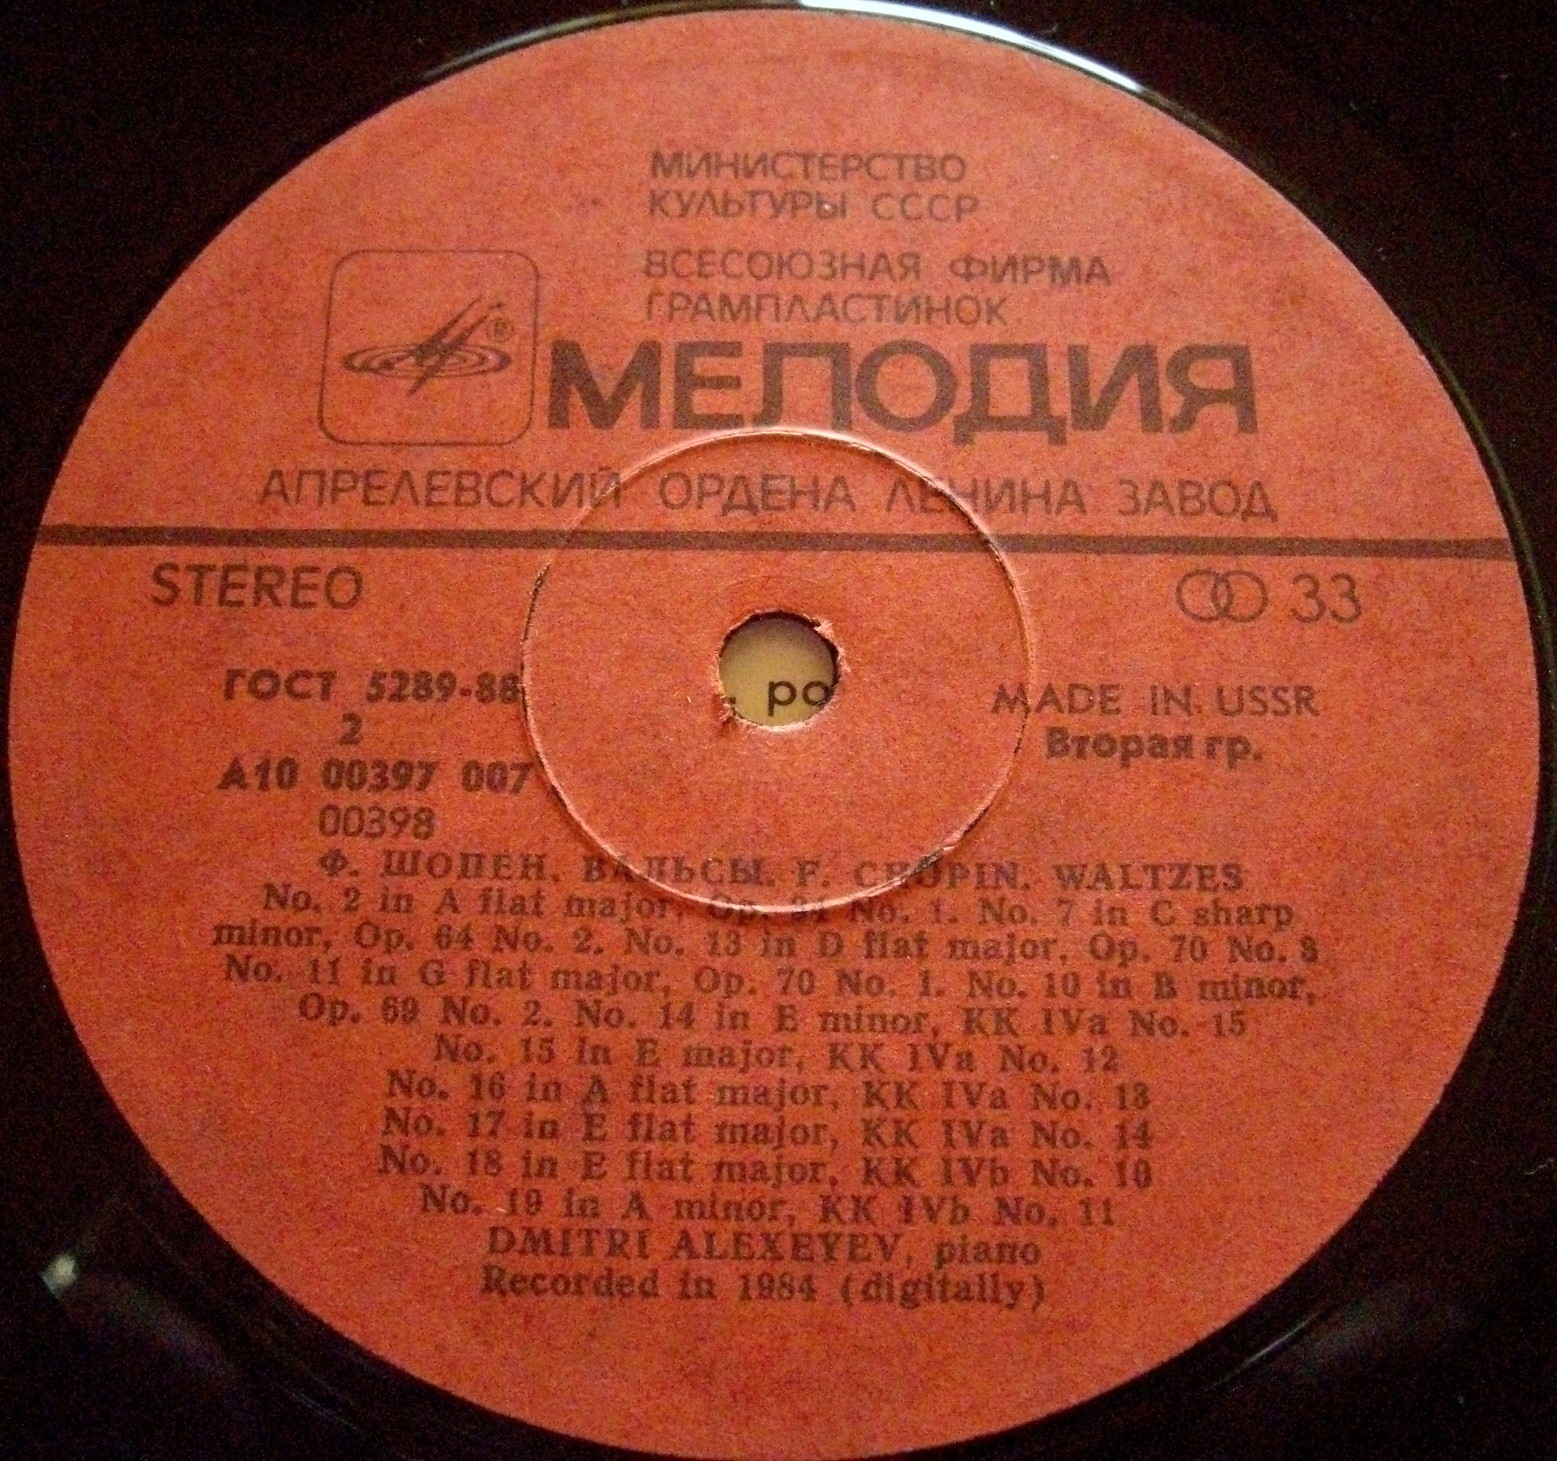 МИНИСТЕРСТВО
КУЛЬТУРЫ СССР
ВСЕСОЮЗНАЯ ФИРМА
ГРАМПЛАСТИНОК
®
МЕЛОДИЯ
АПРЕЛЕВСКИЙ ОРДЕНА ЛЕНИНА ЗАВОД
STEREO
33
ГОСТ 5289-88
2
А10 00397 007
00398
MADE IN USSR
Вторая гр.
Ф. ШОПЕН. ВАЛЬСЫ. F. CHOPIN. WALTZES
No. 2 in A flat major, Op. 34 No. 1. No. 7 in C sharp
minor, Op. 64 No. 2. No. 13 in D flat major, Op. 70 No. 3
No. 11 in G flat major, Op. 70 No. 1. No. 10 in B minor,
Op. 69 No. 2. No. 14 in E minor, KK IVa No. 15
No. 15 in E major, KK IVa No. 12
No. 16 in A flat major, KK IVa No. 13
No. 17 in E flat major, KK IVa No. 14
No. 18 in E flat major, KK IVb No. 10
No. 19 in A minor, KK IVb No. 11
DMITRI ALEXEYEV, piano
Recorded in 1984 (digitally)